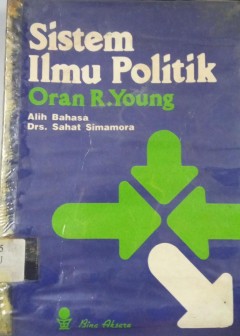 Sistem
Ilmu Politik
Oran R.Young
Alih Bahasa
Drs. Sahat Simamora
Bina Aksara